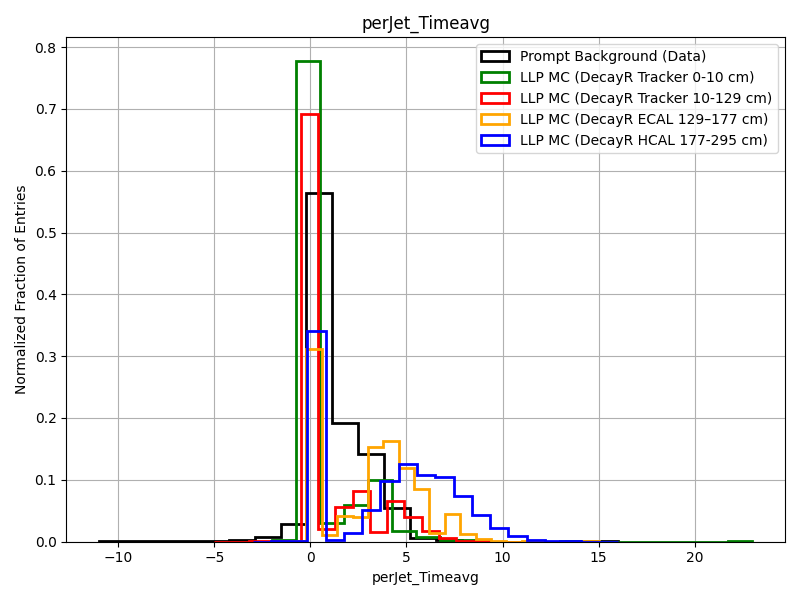 perJet_Timeavg
Prompt Background (Data)
LLP MC (DecayR Tracker 0-10 cm)
LLP MC (DecayR Tracker 10-129 cm)
LLP MC (DecayR ECAL 129–177 cm)
LLP MC (DecayR HCAL 177-295 cm)
Normalized Fraction of Entries
0.8
0.7
0.6
0.5
0.4
0.3
0.2
0.1
0.0
−10 −5 0 5 10 15 20
perJet_Timeavg